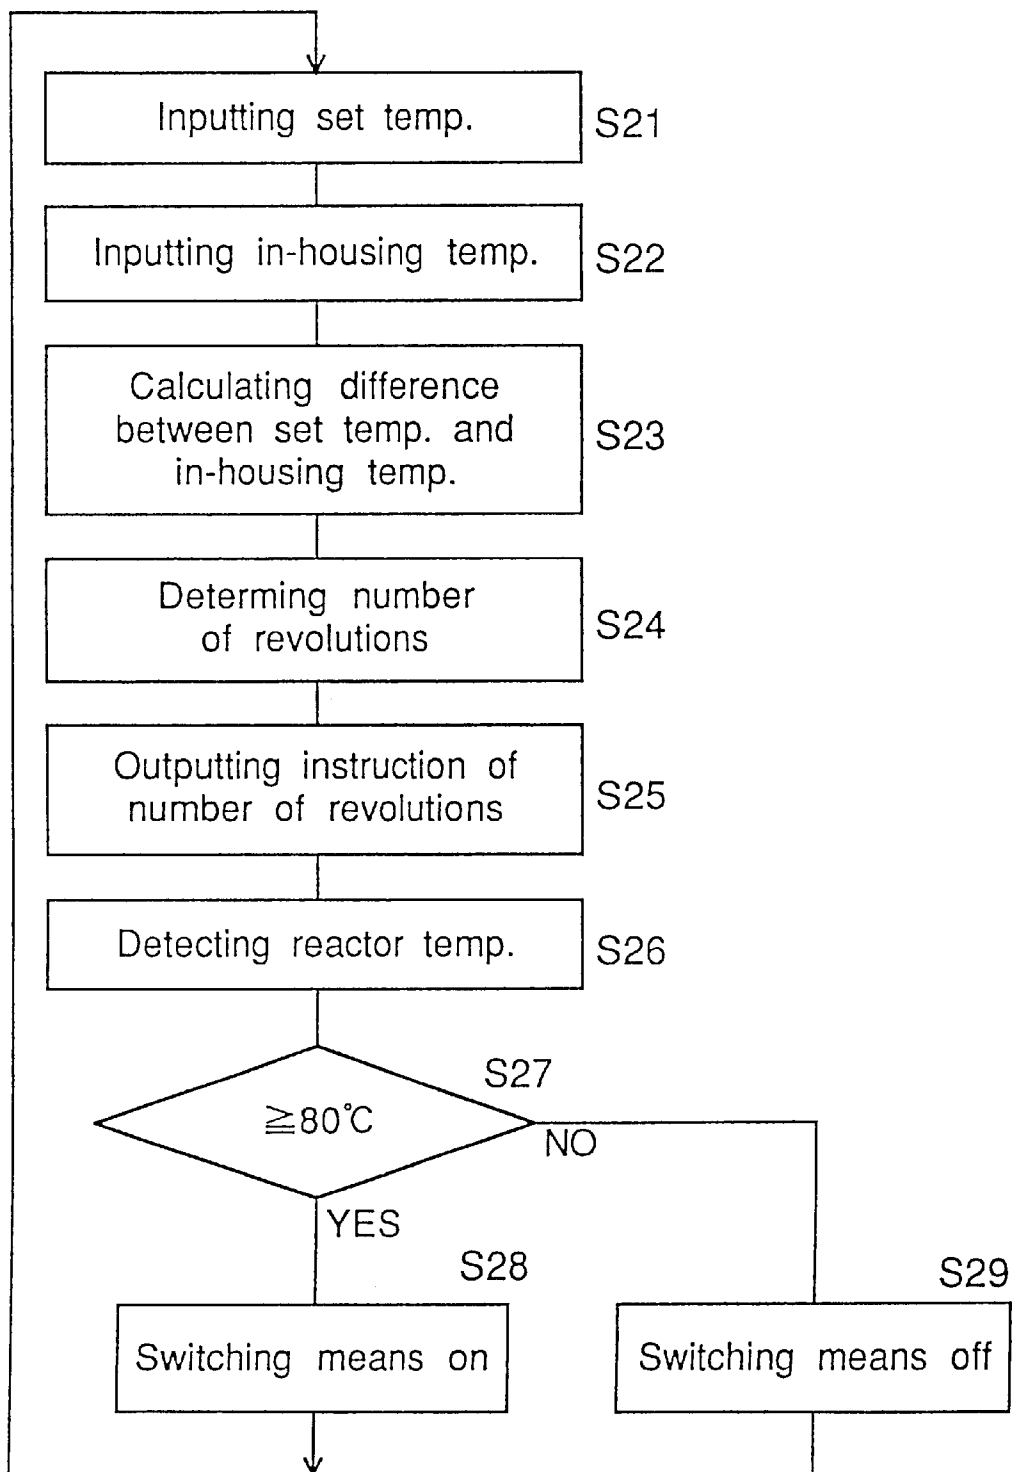 Inputting set temp.
S21
Inputting in-housing temp.
S22
Calculating difference
between set temp. and
in-housing temp.
S23
Determing number
of revolutions
S24
Outputting instruction of
number of revolutions
S25
Detecting reactor temp.
S26
S27
≧80℃
NO
YES
S28
S29
Switching means on
Switching means off